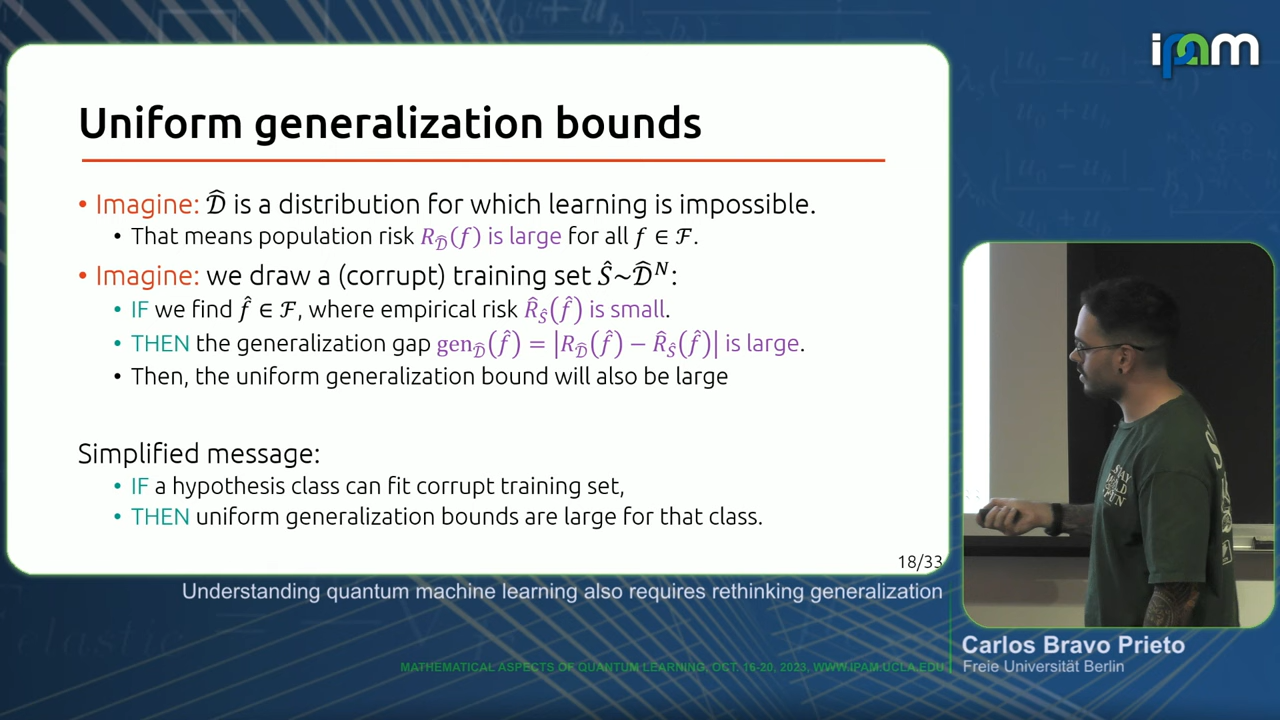 ipam
Uniform generalization bounds
• Imagine: 𝒟̂ is a distribution for which learning is impossible.
• That means population risk R_𝒟̂(f) is large for all f ∈ ℱ.
• Imagine: we draw a (corrupt) training set Ŝ~𝒟̂ᴺ:
• IF we find f̂ ∈ ℱ, where empirical risk R̂_Ŝ(f̂) is small.
• THEN the generalization gap gen_𝒟̂(f̂) = |R_𝒟̂(f̂) − R̂_Ŝ(f̂)| is large.
• Then, the uniform generalization bound will also be large
Simplified message:
• IF a hypothesis class can fit corrupt training set,
• THEN uniform generalization bounds are large for that class.
18/33
Understanding quantum machine learning also requires rethinking generalization
Carlos Bravo Prieto
Freie Universität Berlin
MATHEMATICAL ASPECTS OF QUANTUM LEARNING, OCT. 16-20, 2023, WWW.IPAM.UCLA.EDU
elastic